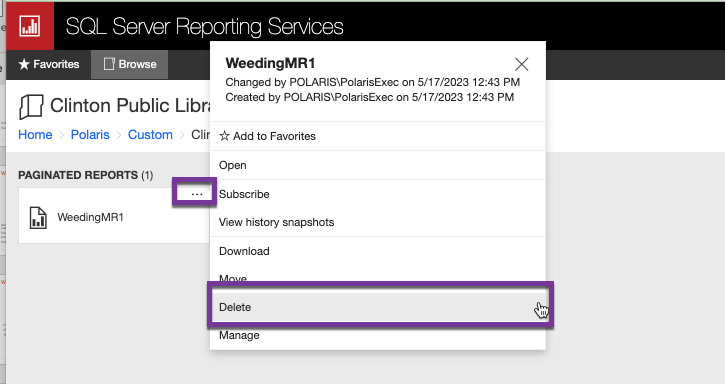 SQL Server Reporting Services
★ Favorites
Browse
Clinton Public Libra
Home > Polaris > Custom > Clin
PAGINATED REPORTS (1)
...
WeedingMR1
WeedingMR1
Changed by POLARIS\PolarisExec on 5/17/2023 12:43 PM
Created by POLARIS\PolarisExec on 5/17/2023 12:43 PM
☆ Add to Favorites
Open
Subscribe
View history snapshots
Download
Move
Delete
Manage